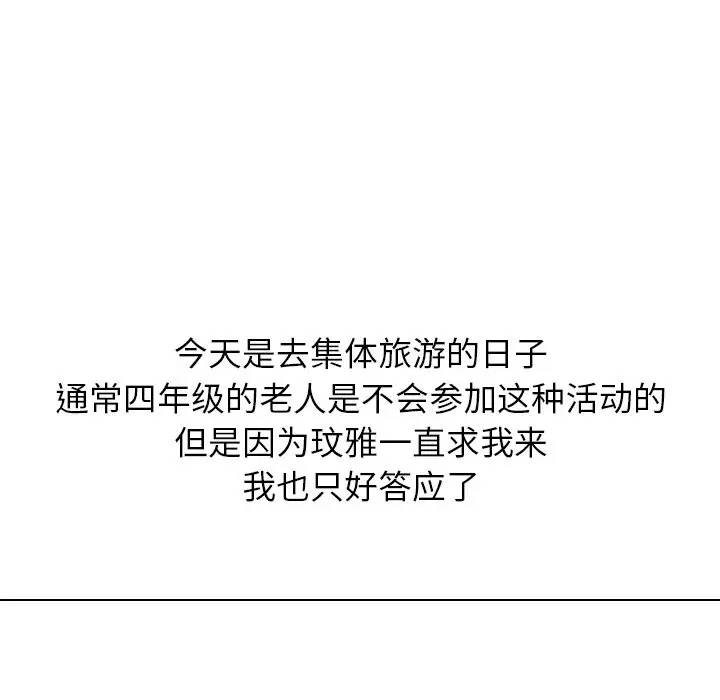 今天是去集体旅游的日子
通常四年级的老人是不会参加这种活动的
但是因为玟雅一直求我来
我也只好答应了